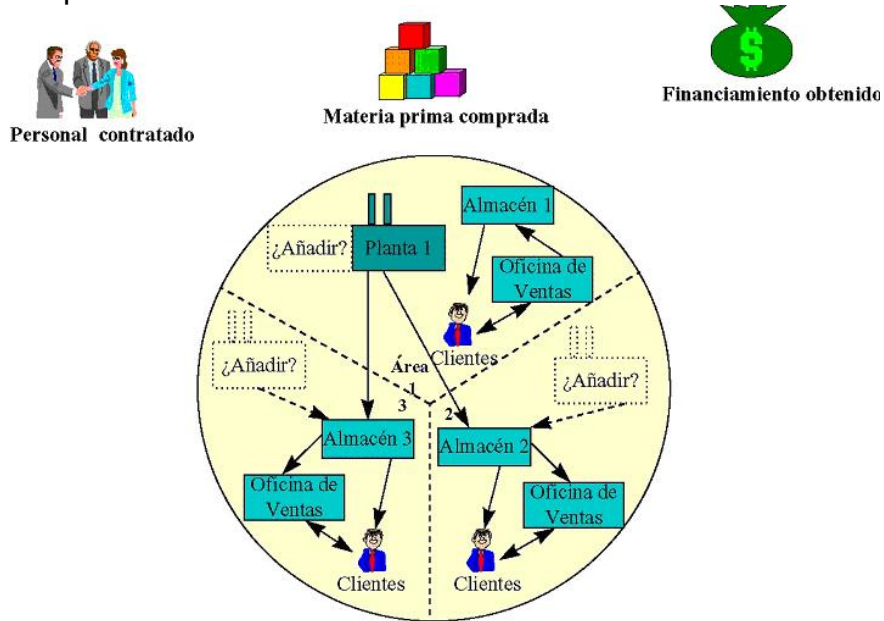 Personal contratado
Materia prima comprada
Financiamiento obtenido
$
Almacén 1
¿Añadir?
Planta 1
Oficina de
Ventas
Clientes
¿Añadir?
Área
1
3
2
¿Añadir?
Almacén 3
Almacén 2
Oficina de
Ventas
Oficina de
Ventas
Clientes
Clientes